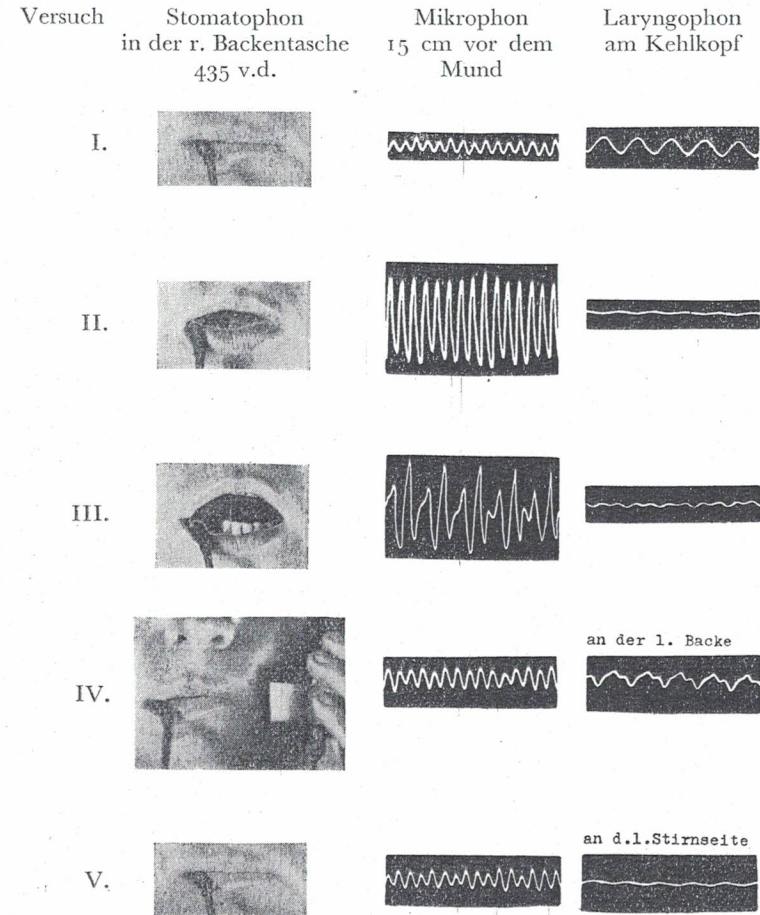 Versuch
Stomatophon
in der r. Backentasche
435 v.d.
Mikrophon
15 cm vor dem
Mund
Laryngophon
am Kehlkopf
I.
II.
III.
IV.
an der l. Backe
V.
an d.l.Stirnseite